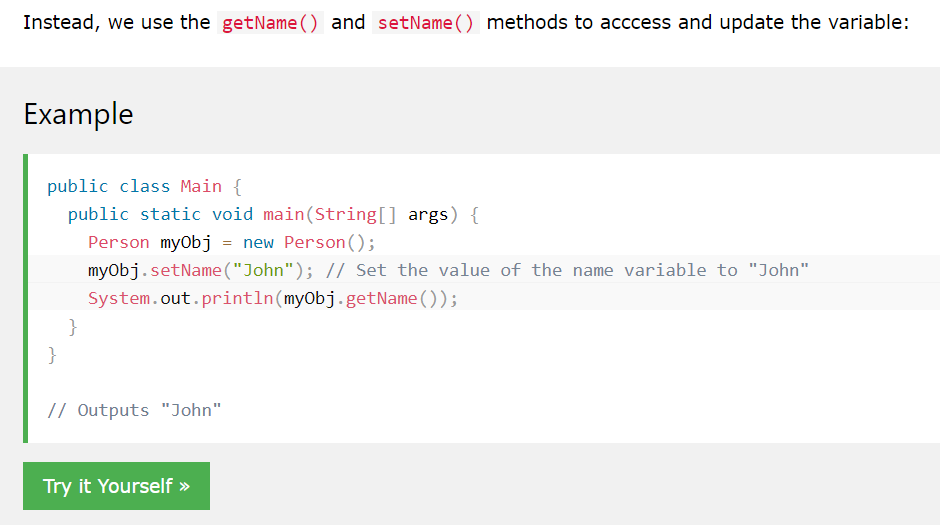 Instead, we use the getName() and setName() methods to acccess and update the variable:
Example
public class Main {
  public static void main(String[] args) {
    Person myObj = new Person();
    myObj.setName("John"); // Set the value of the name variable to "John"
    System.out.println(myObj.getName());
  }
}
// Outputs "John"
Try it Yourself »